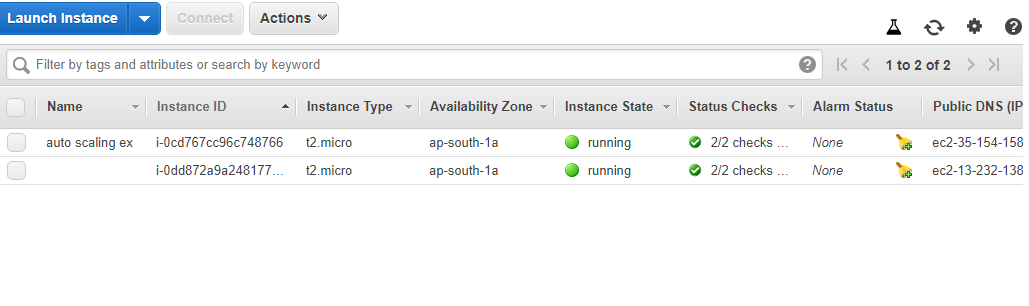 Launch Instance Connect Actions
Filter by tags and attributes or search by keyword 1 to 2 of 2
Name Instance ID Instance Type Availability Zone Instance State Status Checks Alarm Status Public DNS (IP
auto scaling ex i-0cd767cc96c748766 t2.micro ap-south-1a running 2/2 checks ... None ec2-35-154-158
i-0dd872a9a248177... t2.micro ap-south-1a running 2/2 checks ... None ec2-13-232-138